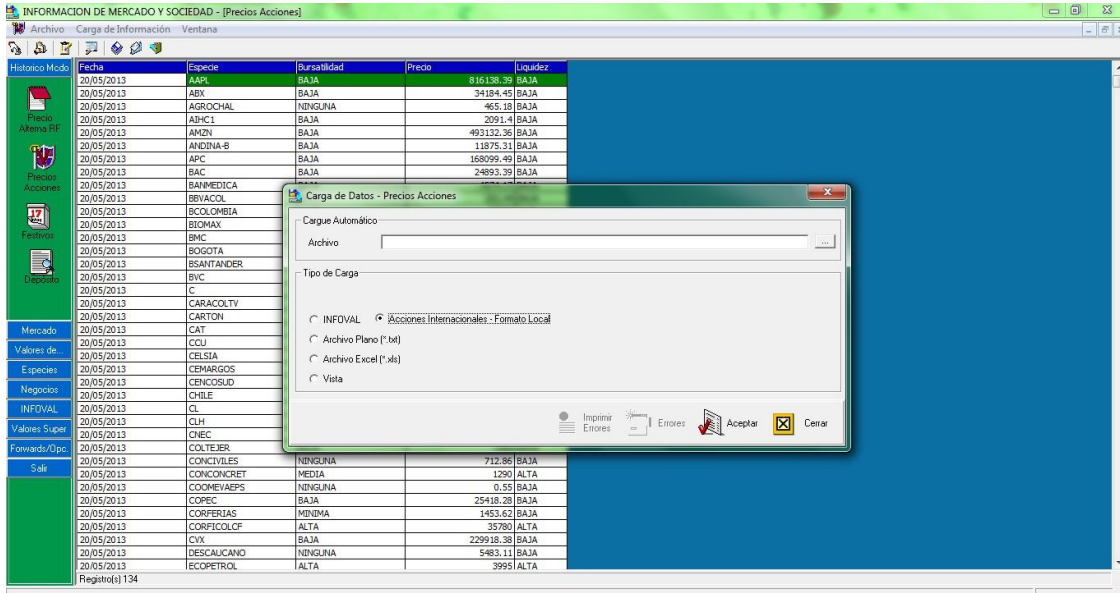 INFORMACION DE MERCADO Y SOCIEDAD - [Precios Acciones]
Archivo Carga de Información Ventana
Historico Mcdo
Precio Alterna RF
Precios Acciones
Festivos
Depósito
Mercado
Valores de...
Especies
Negocios
INFOVAL
Valores Super
Forwards/Opc.
Salir
Fecha Especie Bursatilidad Precio Liquidez
20/05/2013 AAPL BAJA 816138.39 BAJA
20/05/2013 ABX BAJA 34184.45 BAJA
20/05/2013 AGROCHAL NINGUNA 465.18 BAJA
20/05/2013 AIHC1 BAJA 2091.4 BAJA
20/05/2013 AMZN BAJA 493132.36 BAJA
20/05/2013 ANDINA-B BAJA 11875.31 BAJA
20/05/2013 APC BAJA 168099.49 BAJA
20/05/2013 BAC BAJA 24893.39 BAJA
20/05/2013 BANMEDICA
20/05/2013 BBVACOL
20/05/2013 BCOLOMBIA
20/05/2013 BIOMAX
20/05/2013 BMC
20/05/2013 BOGOTA
20/05/2013 BSANTANDER
20/05/2013 BVC
20/05/2013 C
20/05/2013 CARACOLTV
20/05/2013 CARTON
20/05/2013 CAT
20/05/2013 CCU
20/05/2013 CELSIA
20/05/2013 CEMARGOS
20/05/2013 CENCOSUD
20/05/2013 CHILE
20/05/2013 CL
20/05/2013 CLH
20/05/2013 CNEC
20/05/2013 COLTEJER
20/05/2013 CONCIVILES NINGUNA 712.86 BAJA
20/05/2013 CONCONCRET MEDIA 1290 ALTA
20/05/2013 COOMEVAEPS NINGUNA 0.55 BAJA
20/05/2013 COPEC BAJA 25418.28 BAJA
20/05/2013 CORFERIAS MINIMA 1453.62 BAJA
20/05/2013 CORFICOLCF ALTA 35780 ALTA
20/05/2013 CVX BAJA 229918.38 BAJA
20/05/2013 DESCAUCANO NINGUNA 5483.11 BAJA
20/05/2013 ECOPETROL ALTA 3995 ALTA
Registro(s) 134
Carga de Datos - Precios Acciones
Cargue Automático
Archivo ...
Tipo de Carga
INFOVAL Acciones Internacionales - Formato Local
Archivo Plano (*.txt)
Archivo Excel (*.xls)
Vista
Imprimir Errores Errores Aceptar Cerrar